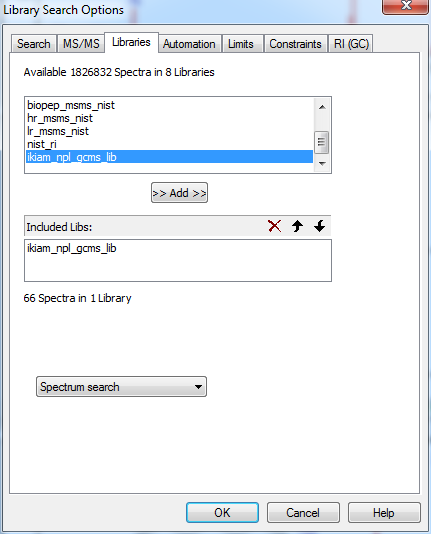 Library Search Options
Search MS/MS Libraries Automation Limits Constraints RI (GC)
Available 1826832 Spectra in 8 Libraries
biopep_msms_nist
hr_msms_nist
lr_msms_nist
nist_ri
ikiam_npl_gcms_lib
>> Add >>
Included Libs:
ikiam_npl_gcms_lib
66 Spectra in 1 Library
Spectrum search
OK Cancel Help